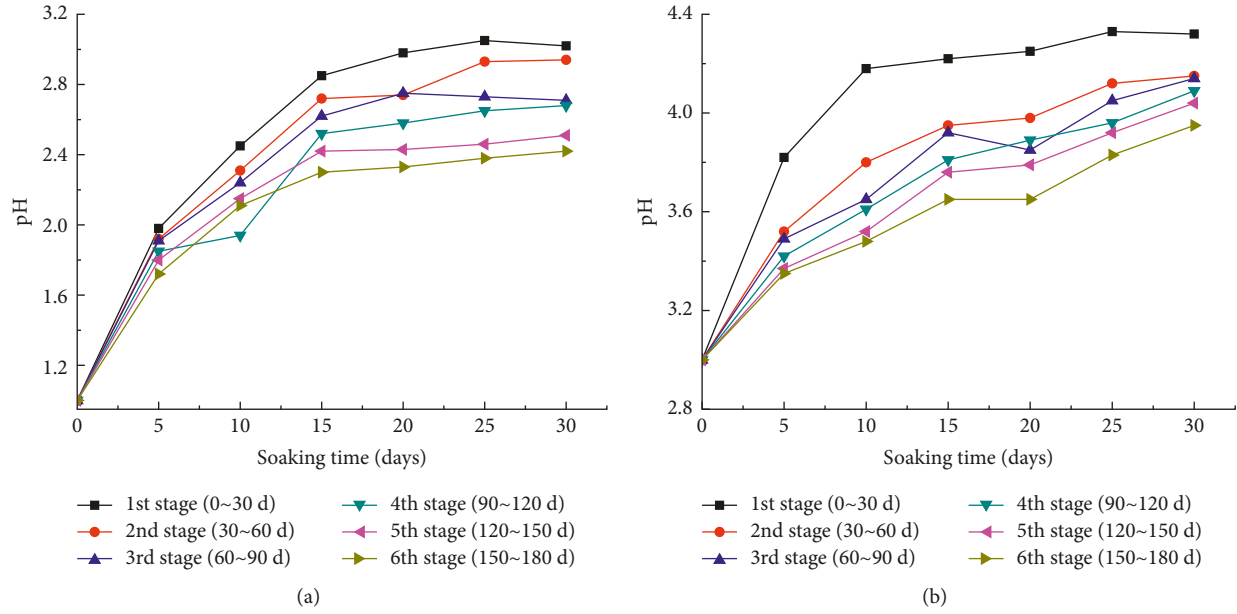 3.2
2.8
2.4
2.0
1.6
1.2
pH
0 5 10 15 20 25 30
Soaking time (days)
1st stage (0~30 d)
2nd stage (30~60 d)
3rd stage (60~90 d)
4th stage (90~120 d)
5th stage (120~150 d)
6th stage (150~180 d)
(a)
4.4
4.0
3.6
3.2
2.8
pH
0 5 10 15 20 25 30
Soaking time (days)
1st stage (0~30 d)
2nd stage (30~60 d)
3rd stage (60~90 d)
4th stage (90~120 d)
5th stage (120~150 d)
6th stage (150~180 d)
(b)